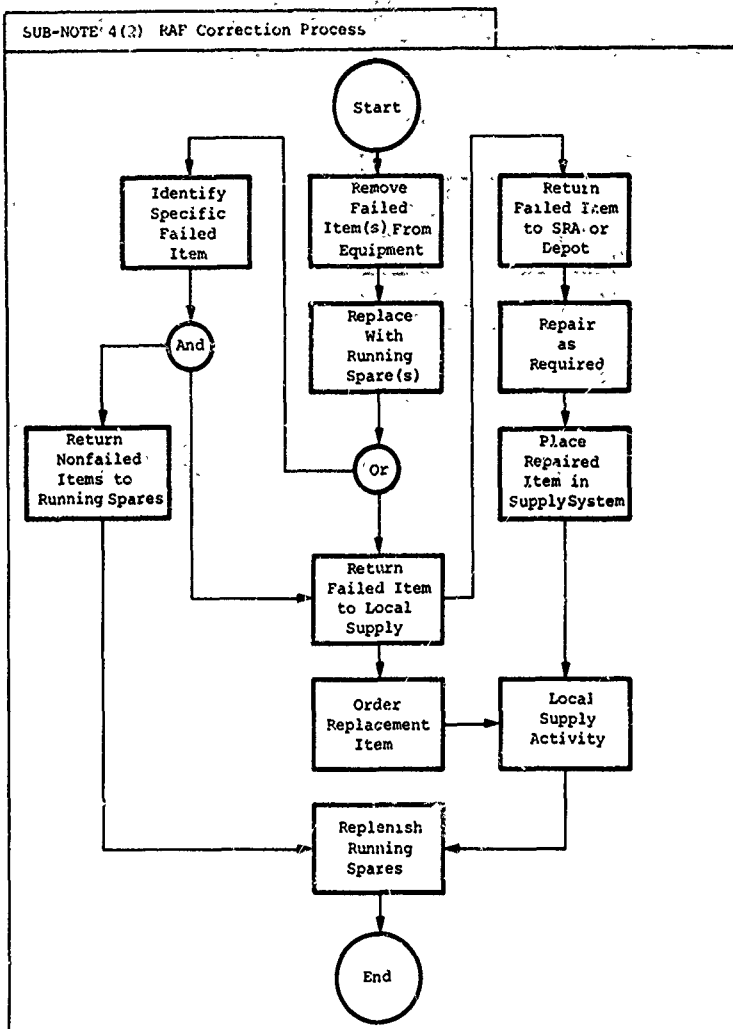 SUB-NOTE 4(2) RAF Correction Process
Start
Identify
Specific
Failed
Item
Remove
Failed
Item(s) From
Equipment
Return
Failed Item
to SRA or
Depot
And
Replace
With
Running
Spare(s)
Repair
as
Required
Return
Nonfailed
Items to
Running Spares
Or
Place
Repaired
Item in
Supply System
Return
Failed Item
to Local
Supply
Order
Replacement
Item
Local
Supply
Activity
Replenish
Running
Spares
End